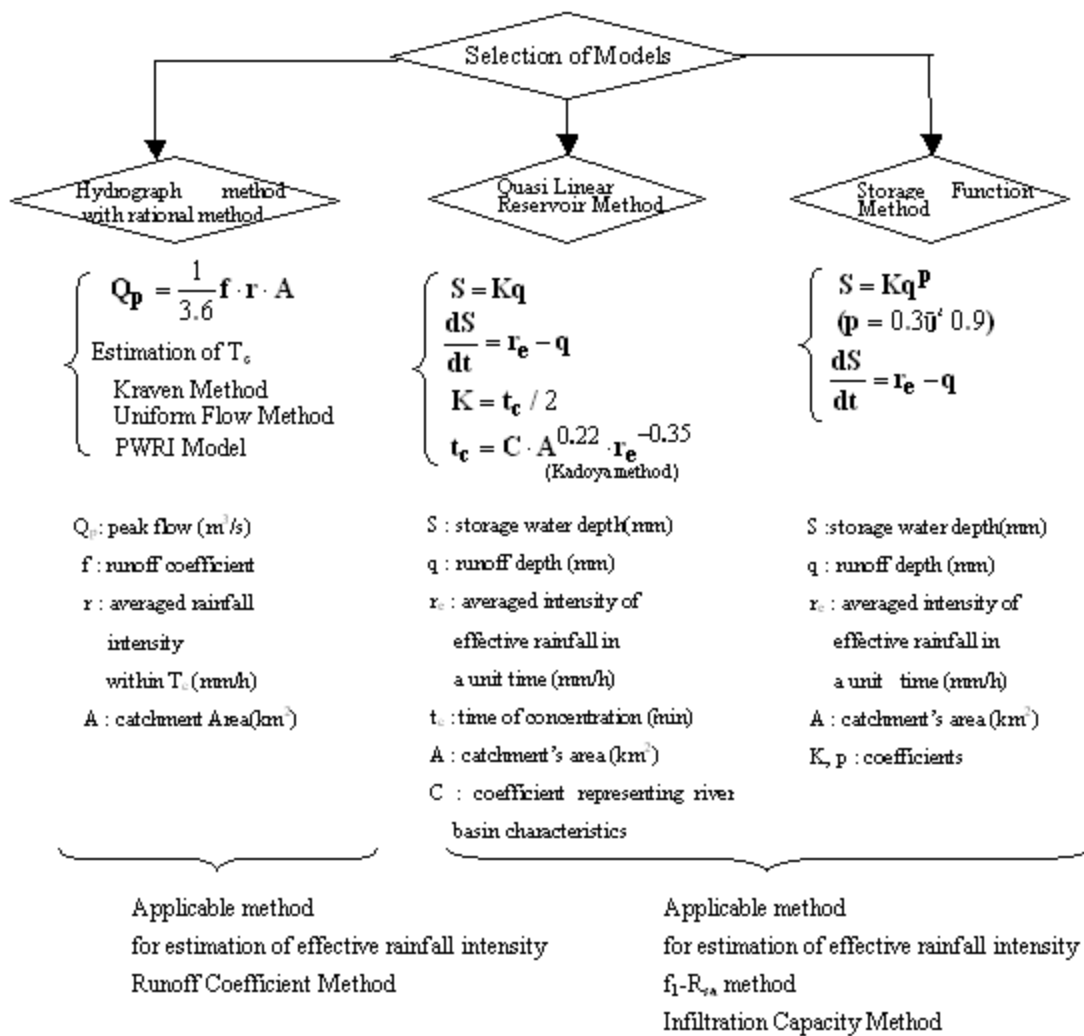 Selection of Models
Hydrograph method
with rational method
Quasi Linear
Reservoir Method
Storage Function
Method
Qp = 1/3.6 f · r · A
Estimation of Tc
Kraven Method
Uniform Flow Method
PWRI Model
S = Kq
dS/dt = re − q
K = tc / 2
tc = C · A^0.22 · re^−0.35
(Kadoya method)
S = Kq^p
(p = 0.3ū' 0.9)
dS/dt = re − q
Qp : peak flow (m³/s)
f : runoff coefficient
r : averaged rainfall
intensity
within Tc (mm/h)
A : catchment Area(km²)
S : storage water depth(mm)
q : runoff depth (mm)
re : averaged intensity of
effective rainfall in
a unit time (mm/h)
tc : time of concentration (min)
A : catchment's area (km²)
C : coefficient representing river
basin characteristics
S :storage water depth(mm)
q : runoff depth (mm)
re : averaged intensity of
effective rainfall in
a unit time (mm/h)
A : catchment's area (km²)
K, p : coefficients
Applicable method
for estimation of effective rainfall intensity
Runoff Coefficient Method
Applicable method
for estimation of effective rainfall intensity
f1-Rsa method
Infiltration Capacity Method